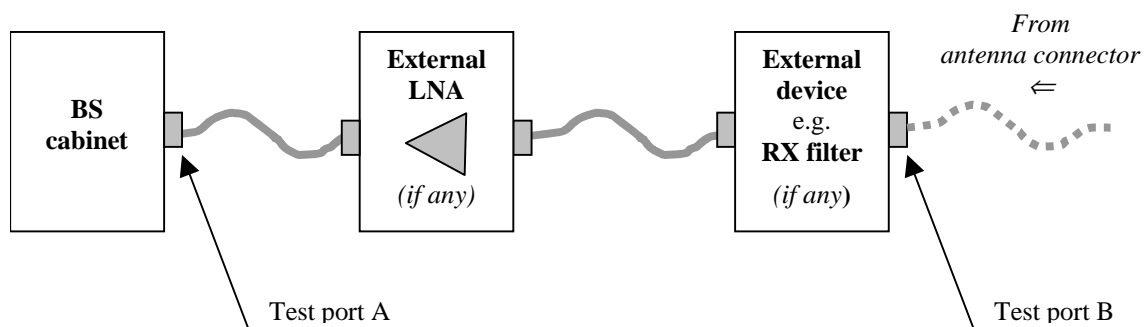 BS
cabinet
External
LNA
(if any)
External
device
e.g.
RX filter
(if any)
From
antenna connector
⇐
Test port A
Test port B